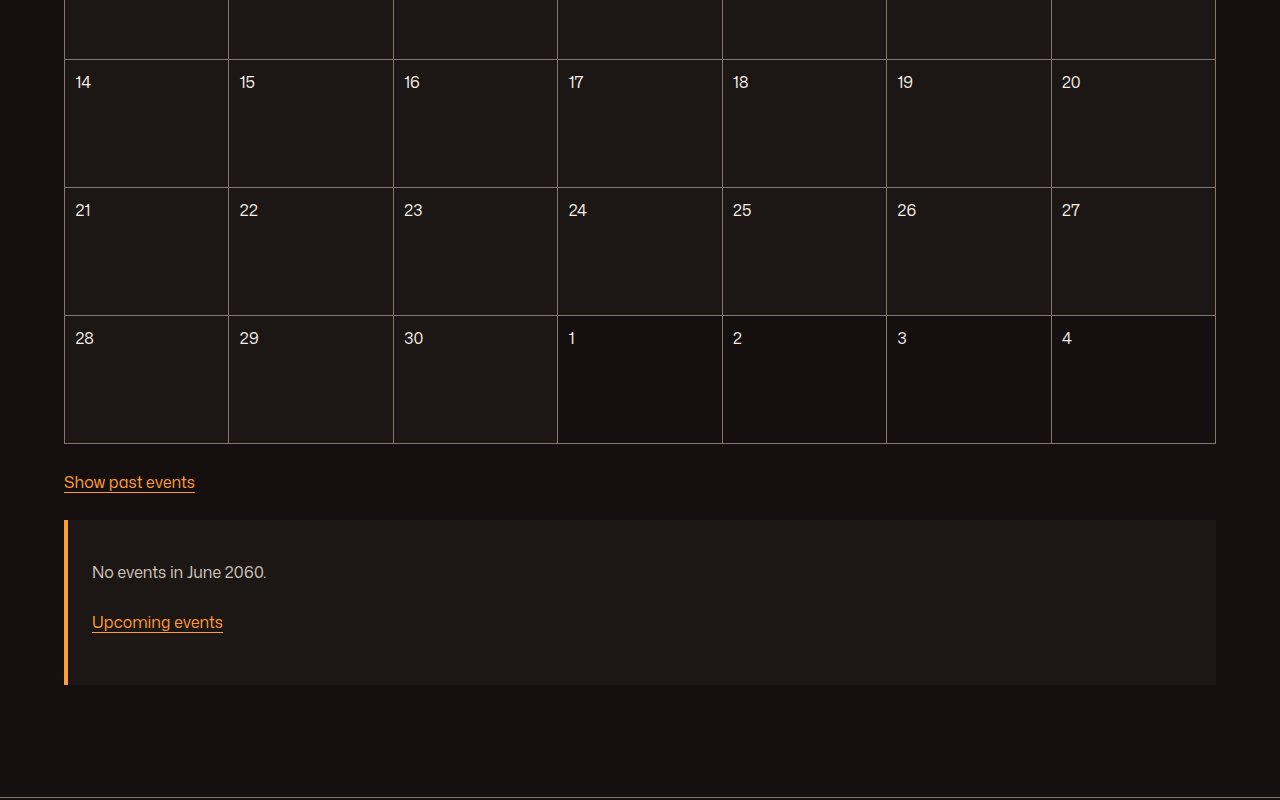 14 15 16 17 18 19 20
21 22 23 24 25 26 27
28 29 30 1 2 3 4
Show past events
No events in June 2060.
Upcoming events